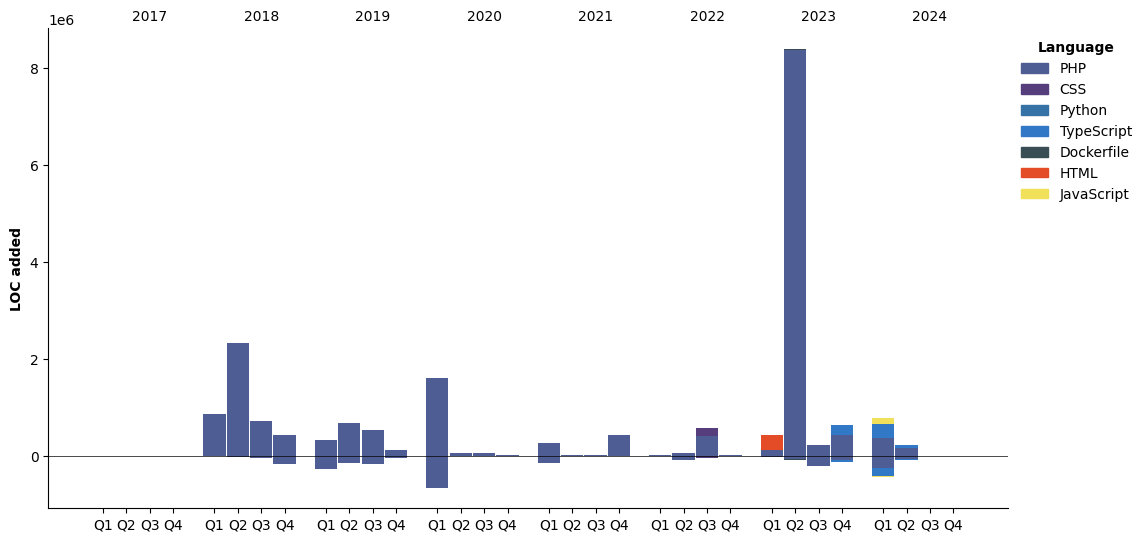 2017 2018 2019 2020 2021 2022 2023 2024
1e6
Language
PHP
CSS
Python
TypeScript
Dockerfile
HTML
JavaScript
8
6
4
2
0
LOC added
Q1 Q2 Q3 Q4 Q1 Q2 Q3 Q4 Q1 Q2 Q3 Q4 Q1 Q2 Q3 Q4 Q1 Q2 Q3 Q4 Q1 Q2 Q3 Q4 Q1 Q2 Q3 Q4 Q1 Q2 Q3 Q4